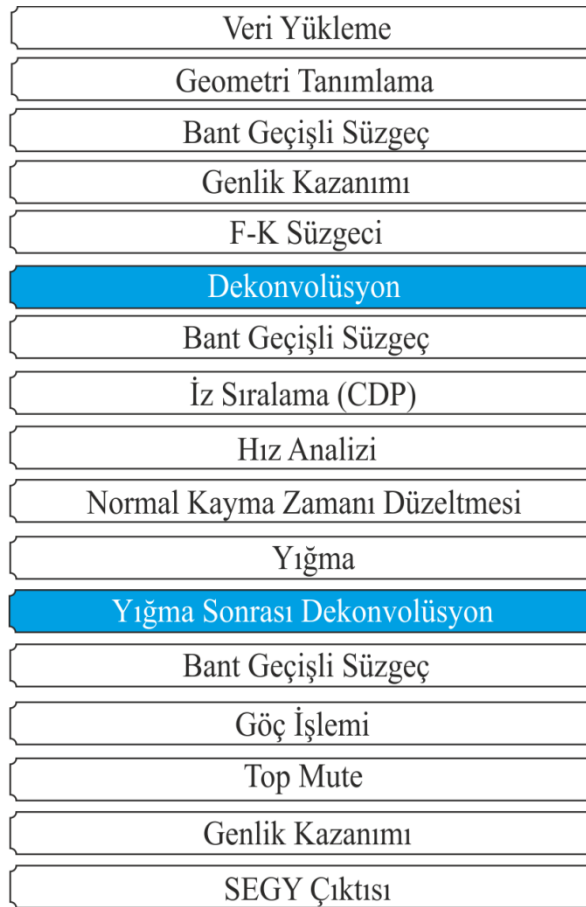 Veri Yükleme
Geometri Tanımlama
Bant Geçişli Süzgeç
Genlik Kazanımı
F-K Süzgeci
Dekonvolüsyon
Bant Geçişli Süzgeç
İz Sıralama (CDP)
Hız Analizi
Normal Kayma Zamanı Düzeltmesi
Yığma
Yığma Sonrası Dekonvolüsyon
Bant Geçişli Süzgeç
Göç İşlemi
Top Mute
Genlik Kazanımı
SEGY Çıktısı